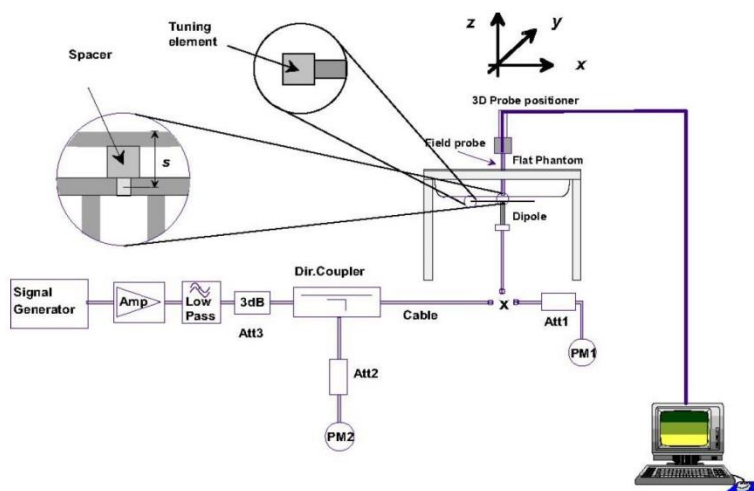 Tuning
element
z
y
x
Spacer
3D Probe positioner
s
Field probe
Flat Phantom
Dipole
Dir.Coupler
Signal
Generator
Amp
Low
Pass
3dB
Att3
Cable
x
Att1
PM1
Att2
PM2